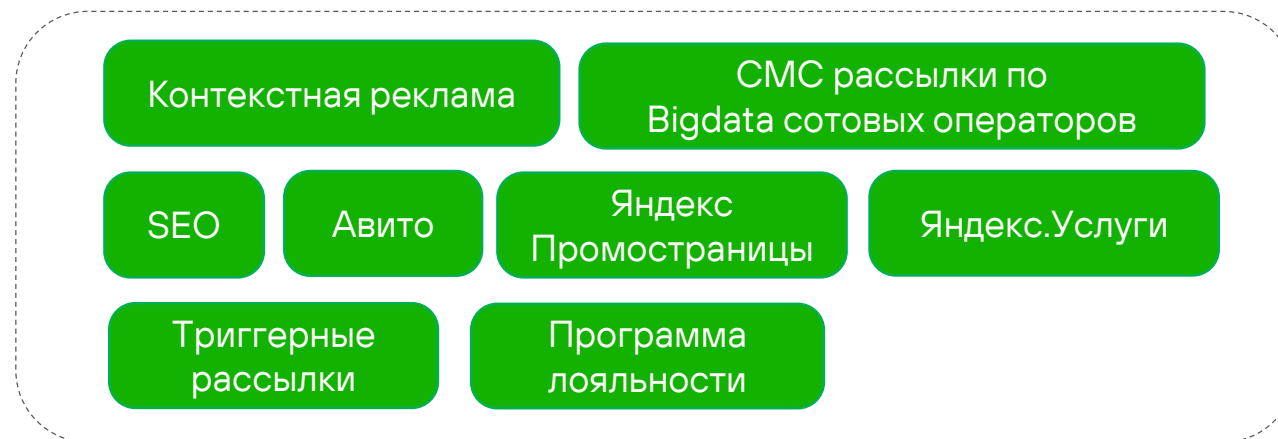 Контекстная реклама
СМС рассылки по
Bigdata сотовых операторов
SEO
Авито
Яндекс
Промостраницы
Яндекс.Услуги
Триггерные
рассылки
Программа
лояльности